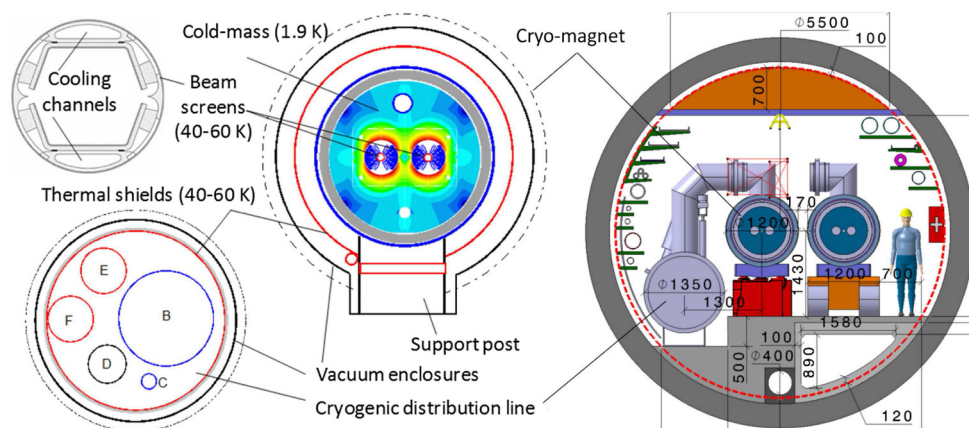 Cooling
channels
Cold-mass (1.9 K)
Beam
screens
(40-60 K)
Thermal shields (40-60 K)
E
F
B
D
C
Support post
Vacuum enclosures
Cryogenic distribution line
Cryo-magnet
Φ5500
100
700
170
Φ1200
Φ1350
1300
1430
1200
700
1580
100
Φ400
500
890
120